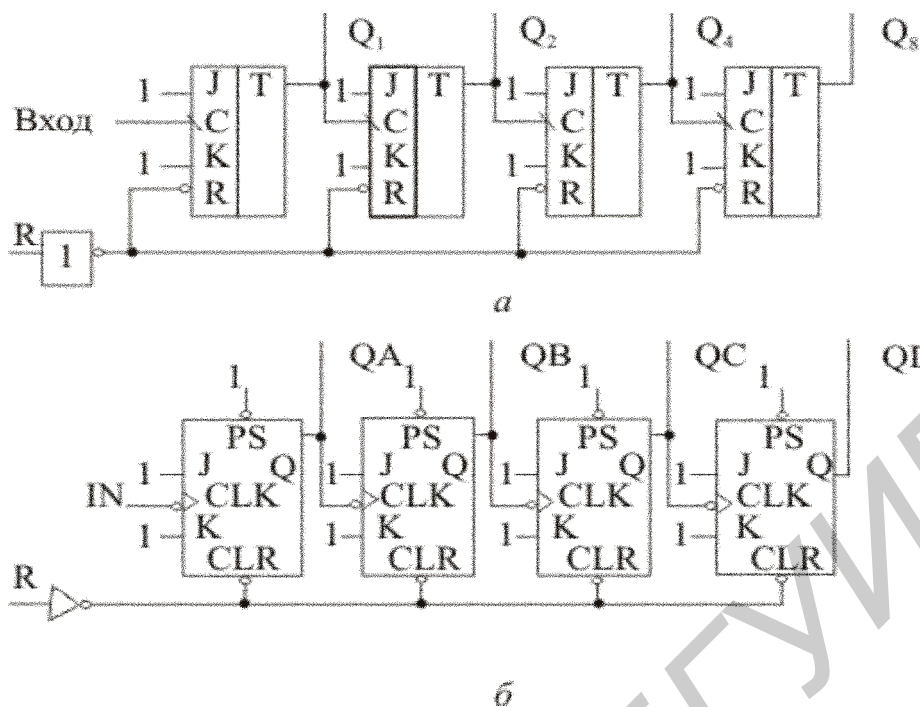 Q₁ Q₂ Q₄ Q₈
1 J T 1 J T 1 J T 1 J T
Вход C C C C
1 K 1 K 1 K 1 K
R R R R
R 1
а
QA QB QC
1 1 1 1
PS PS PS PS
1 J Q 1 J Q 1 J Q 1 J Q
IN CLK CLK CLK CLK
1 K 1 K 1 K 1 K
CLR CLR CLR CLR
R
б
ГУИ